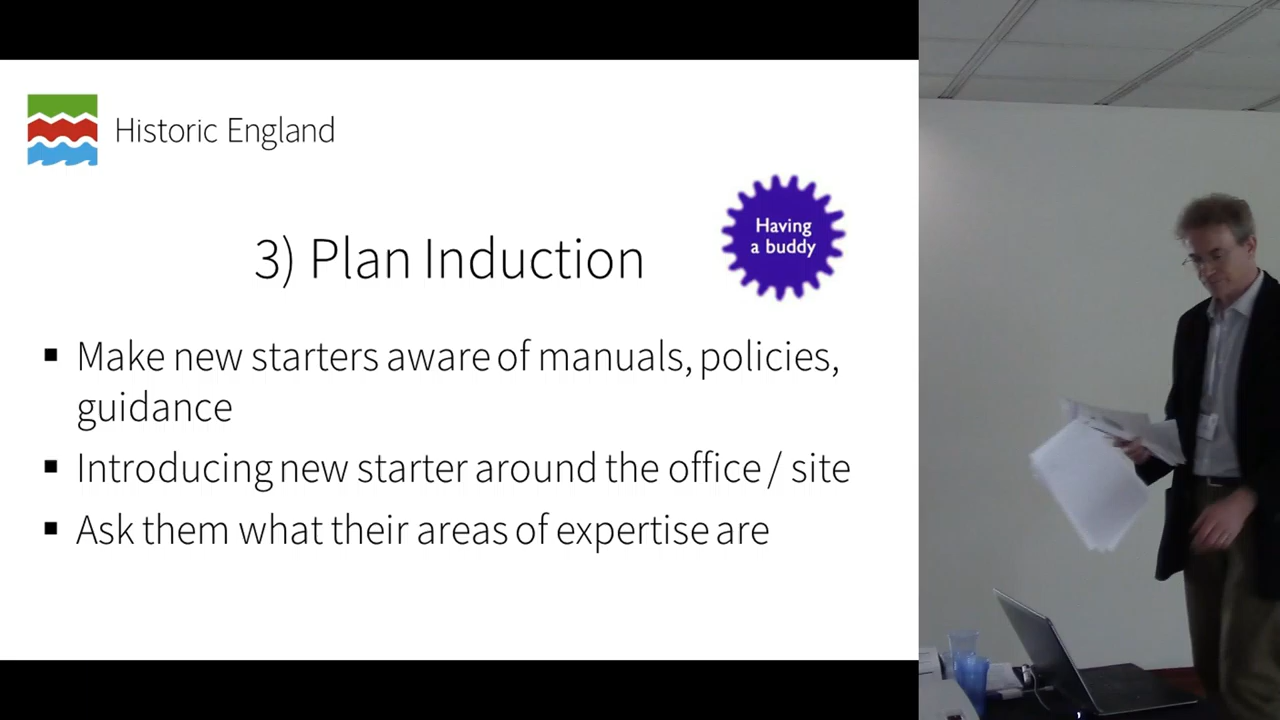 Historic England
Having
a buddy
3) Plan Induction
▪ Make new starters aware of manuals, policies,
guidance
▪ Introducing new starter around the office / site
▪ Ask them what their areas of expertise are